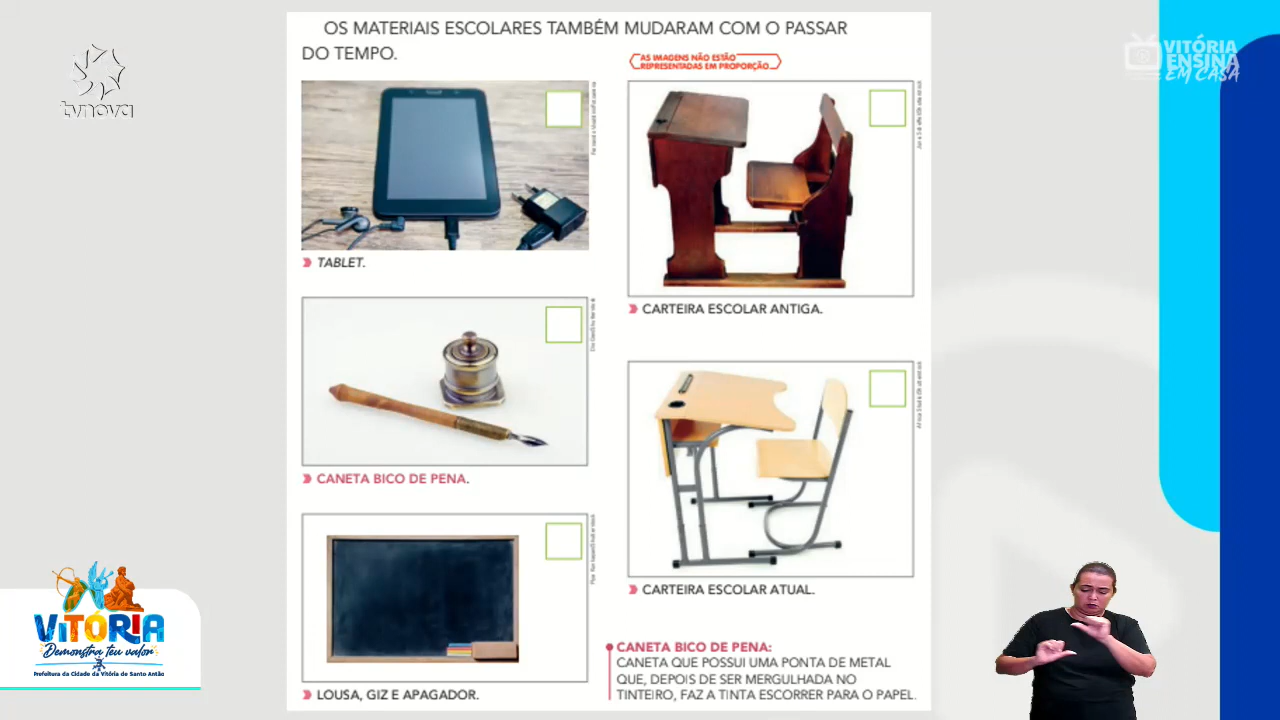 OS MATERIAIS ESCOLARES TAMBÉM MUDARAM COM O PASSAR
DO TEMPO.
AS IMAGENS NÃO ESTÃO
REPRESENTADAS EM PROPORÇÃO
TABLET.
CARTEIRA ESCOLAR ANTIGA.
CANETA BICO DE PENA.
CARTEIRA ESCOLAR ATUAL.
LOUSA, GIZ E APAGADOR.
CANETA BICO DE PENA:
CANETA QUE POSSUI UMA PONTA DE METAL
QUE, DEPOIS DE SER MERGULHADA NO
TINTEIRO, FAZ A TINTA ESCORRER PARA O PAPEL.
tvnova
VITÓRIA
ENSINA
EM CASA
VITÓRIA
Demonstra teu valor
Prefeitura da Cidade da Vitória de Santo Antão